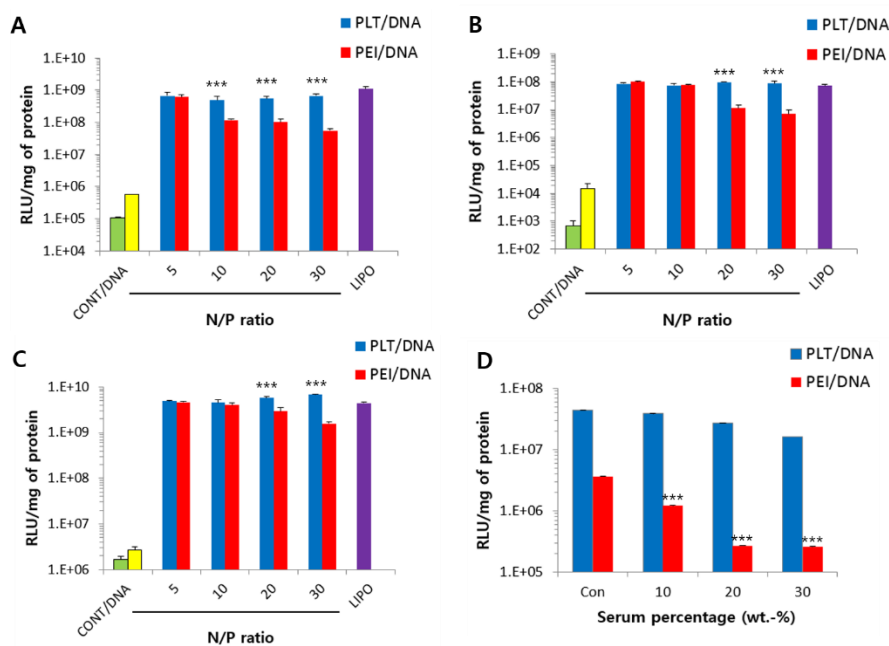 A
PLT/DNA
PEI/DNA
RLU/mg of protein
1.E+10
1.E+09
1.E+08
1.E+07
1.E+06
1.E+05
1.E+04
***
***
***
CONT/DNA
5
10
20
30
LIPO
N/P ratio
B
PLT/DNA
PEI/DNA
RLU/mg of protein
1.E+09
1.E+08
1.E+07
1.E+06
1.E+05
1.E+04
1.E+03
1.E+02
***
***
CONT/DNA
5
10
20
30
LIPO
N/P ratio
C
PLT/DNA
PEI/DNA
RLU/mg of protein
1.E+10
1.E+09
1.E+08
1.E+07
1.E+06
***
***
CONT/DNA
5
10
20
30
LIPO
N/P ratio
D
PLT/DNA
PEI/DNA
RLU/mg of protein
1.E+08
1.E+07
1.E+06
1.E+05
***
***
***
Con
10
20
30
Serum percentage (wt.-%)